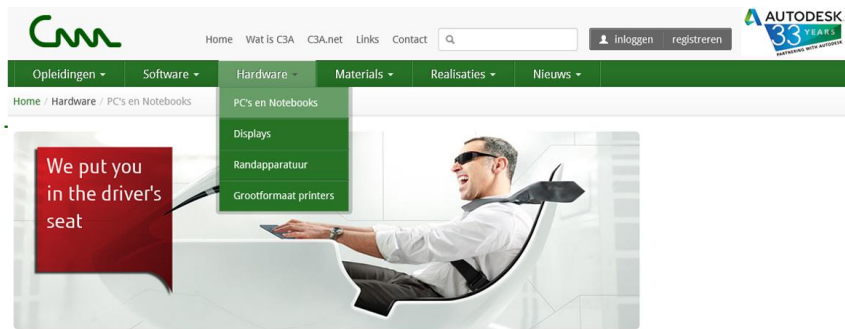 Home Wat is C3A C3A.net Links Contact inloggen registreren
AUTODESK
33 YEARS
PARTNERING WITH AUTODESK
Opleidingen Software Hardware Materials Realisaties Nieuws
Home / Hardware / PC's en Notebooks
PC's en Notebooks
Displays
Randapparatuur
Grootformaat printers
We put you
in the driver's
seat